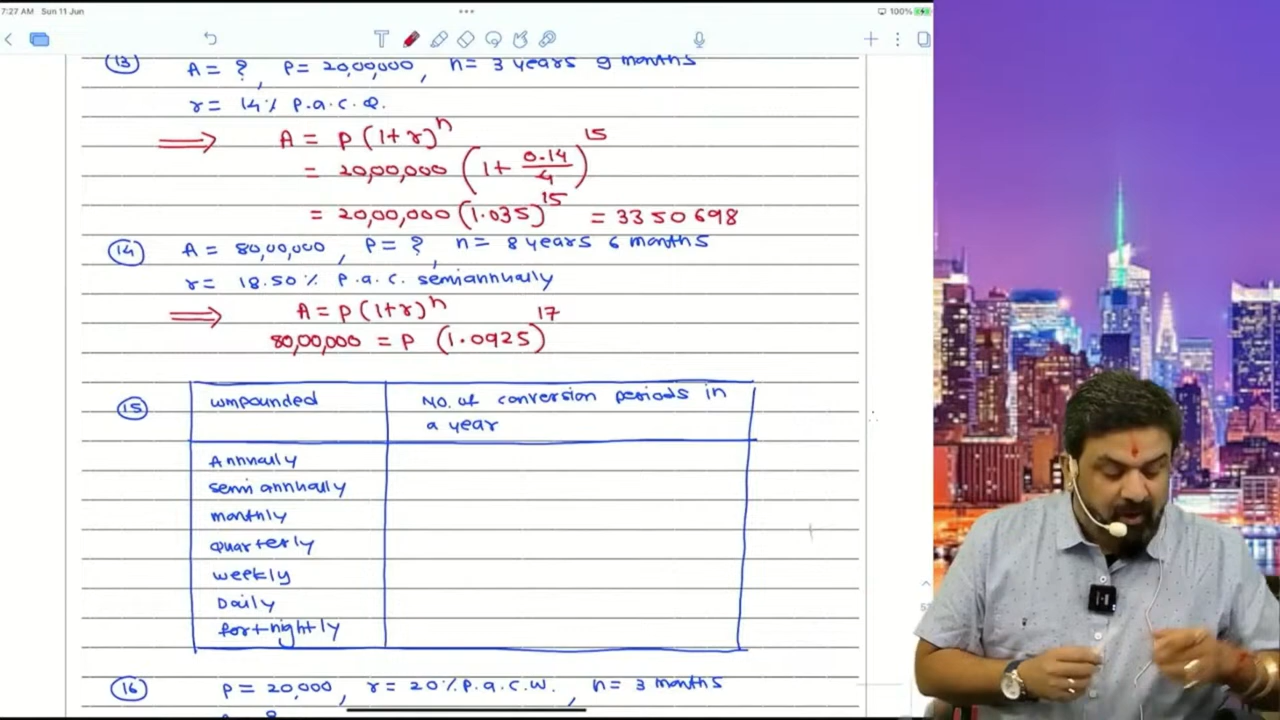 7:27 AM Sun 11 Jun
100%
(13) A = ?, P = 20,00,000, n = 3 years 9 months
r = 14% P.a.c.Q.
⟹ A = P (1+r)^n
= 20,00,000 (1 + 0.14/4)^15
= 20,00,000 (1.035)^15 = 3350698
(14) A = 80,00,000, P = ?, n = 8 years 6 months
r = 18.50% P.a.c. semiannually
⟹ A = P (1+r)^n
80,00,000 = P (1.0925)^17
(15) compounded No. of conversion periods in
a year
Annually
semi annually
monthly
quarterly
weekly
Daily
fortnightly
(16) P = 20,000, r = 20% P.a.c.w., n = 3 months